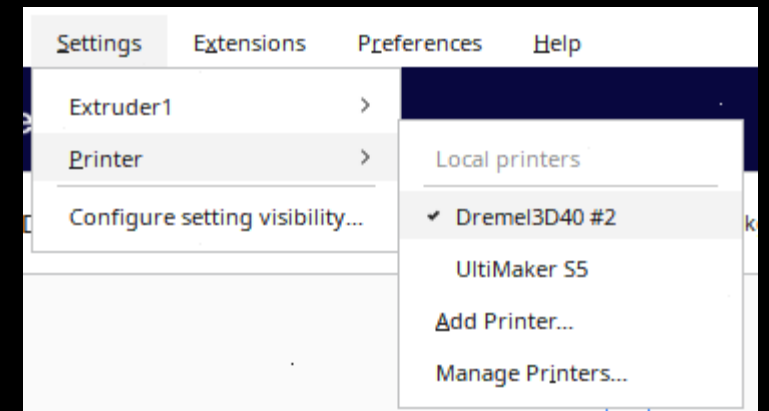 Settings Extensions Preferences Help
Extruder1
Printer
Configure setting visibility...
Local printers
Dremel3D40 #2
UltiMaker S5
Add Printer...
Manage Printers...